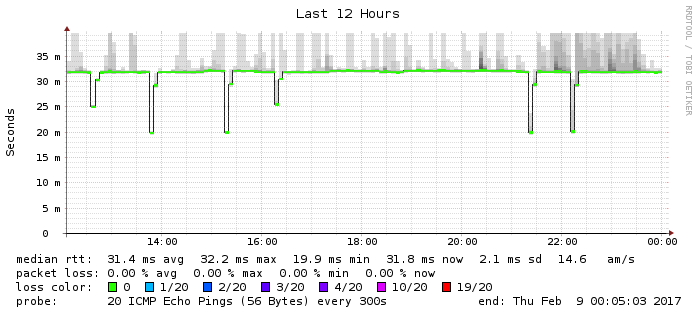 Last 12 Hours
RRDTOOL / TOBI OETIKER
Seconds
35 m
30 m
25 m
20 m
15 m
10 m
5 m
0
14:00 16:00 18:00 20:00 22:00 00:00
median rtt: 31.4 ms avg 32.2 ms max 19.9 ms min 31.8 ms now 2.1 ms sd 14.6 am/s
packet loss: 0.00 % avg 0.00 % max 0.00 % min 0.00 % now
loss color: 0 1/20 2/20 3/20 4/20 10/20 19/20
probe: 20 ICMP Echo Pings (56 Bytes) every 300s end: Thu Feb 9 00:05:03 2017